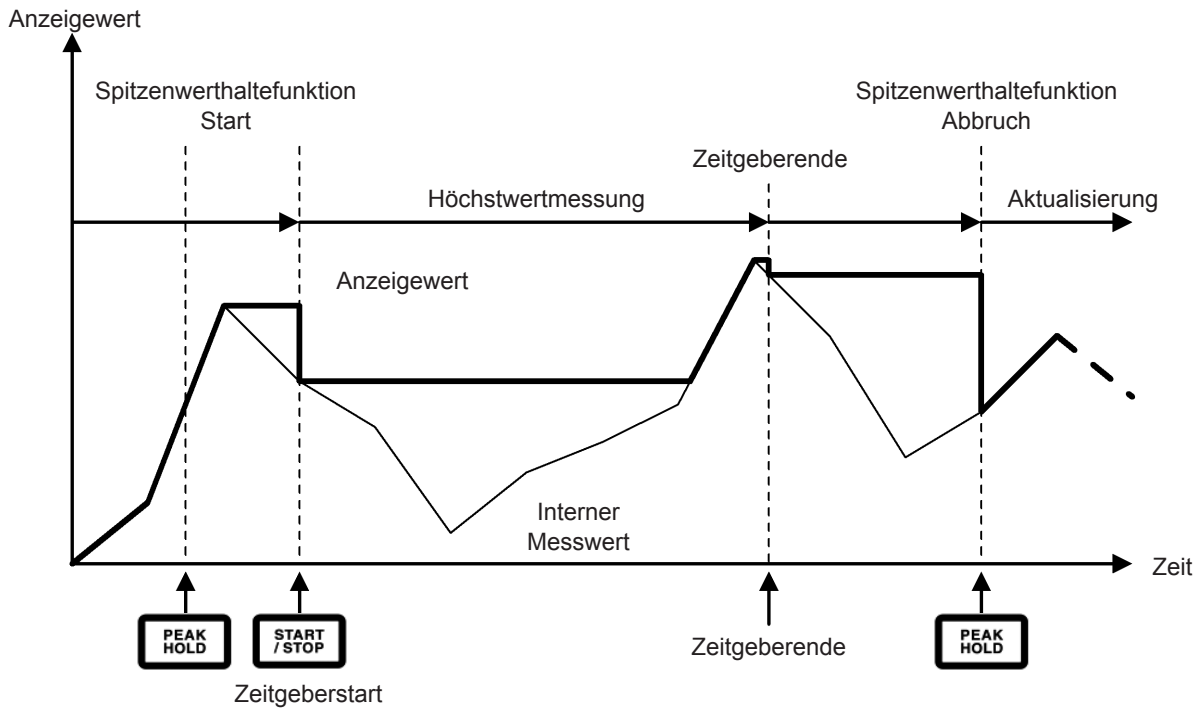 Anzeigewert
Spitzenwerthaltefunktion
Start
Spitzenwerthaltefunktion
Abbruch
Zeitgeberende
Höchstwertmessung
Aktualisierung
Anzeigewert
Interner
Messwert
Zeit
PEAK
HOLD
START
/ STOP
Zeitgeberende
PEAK
HOLD
Zeitgeberstart